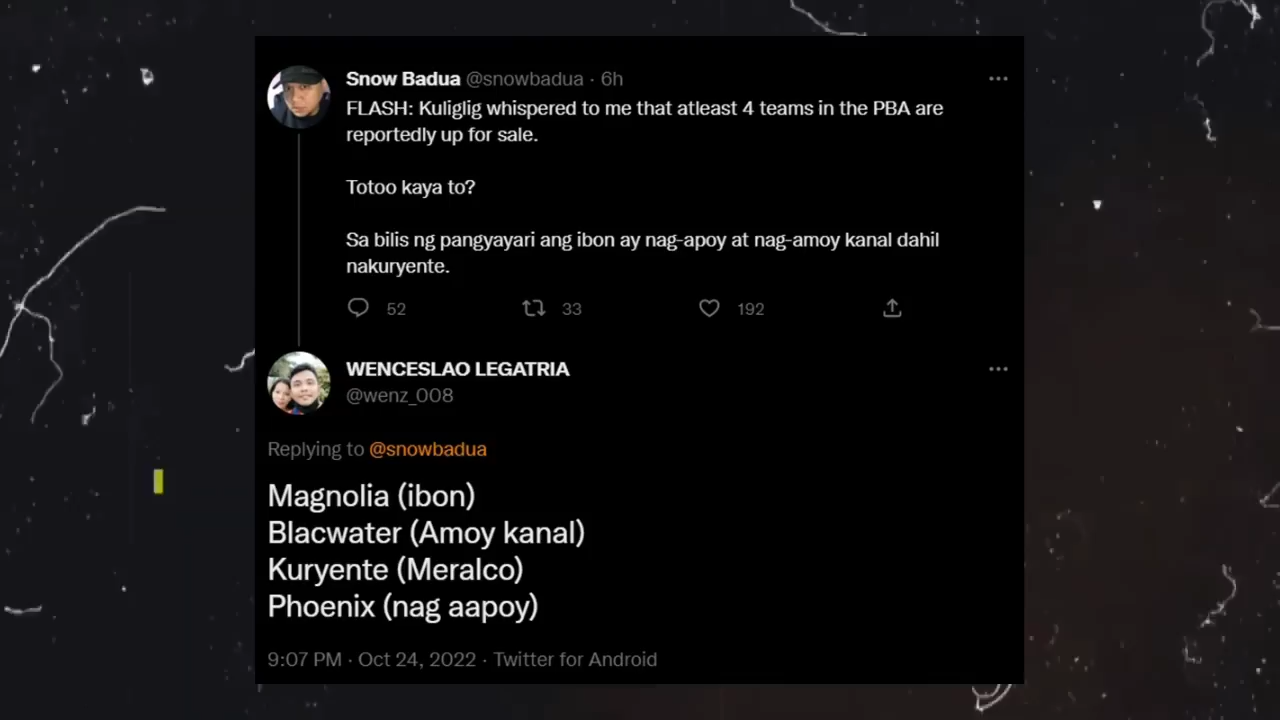 Snow Badua @snowbadua · 6h
FLASH: Kuliglig whispered to me that atleast 4 teams in the PBA are
reportedly up for sale.
Totoo kaya to?
Sa bilis ng pangyayari ang ibon ay nag-apoy at nag-amoy kanal dahil
nakuryente.
52 33 192
WENCESLAO LEGATRIA
@wenz_008
Replying to @snowbadua
Magnolia (ibon)
Blacwater (Amoy kanal)
Kuryente (Meralco)
Phoenix (nag aapoy)
9:07 PM · Oct 24, 2022 · Twitter for Android